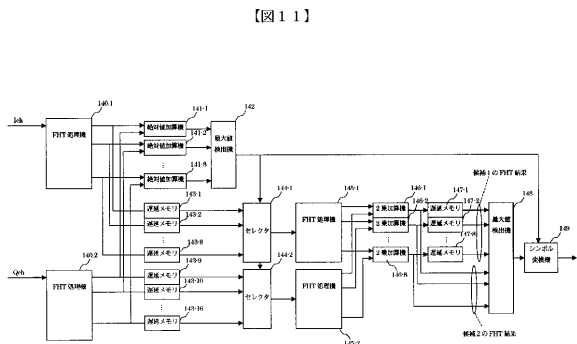 【図１１】
Ich
FHT 処理機
140.1
141-1
絶対値加算機
141-2
絶対値加算機
141-8
絶対値加算機
142
最大値
検出機
143-1
遅延メモリ
143-2
遅延メモリ
143-8
遅延メモリ
144-1
セレクタ
145-1
FHT 処理機
146-1
２乗加算機
146-2
２乗加算機
２乗加算機
146-8
147-1
遅延メモリ
147-2
遅延メモリ
147-8
遅延メモリ
候補１のFHT 結果
148
最大値
検出機
149
シンボル
変換機
Qch
140.2
FHT 処理機
143-9
遅延メモリ
143-10
遅延メモリ
143-16
遅延メモリ
144-2
セレクタ
FHT 処理機
145-2
候補２のFHT 結果